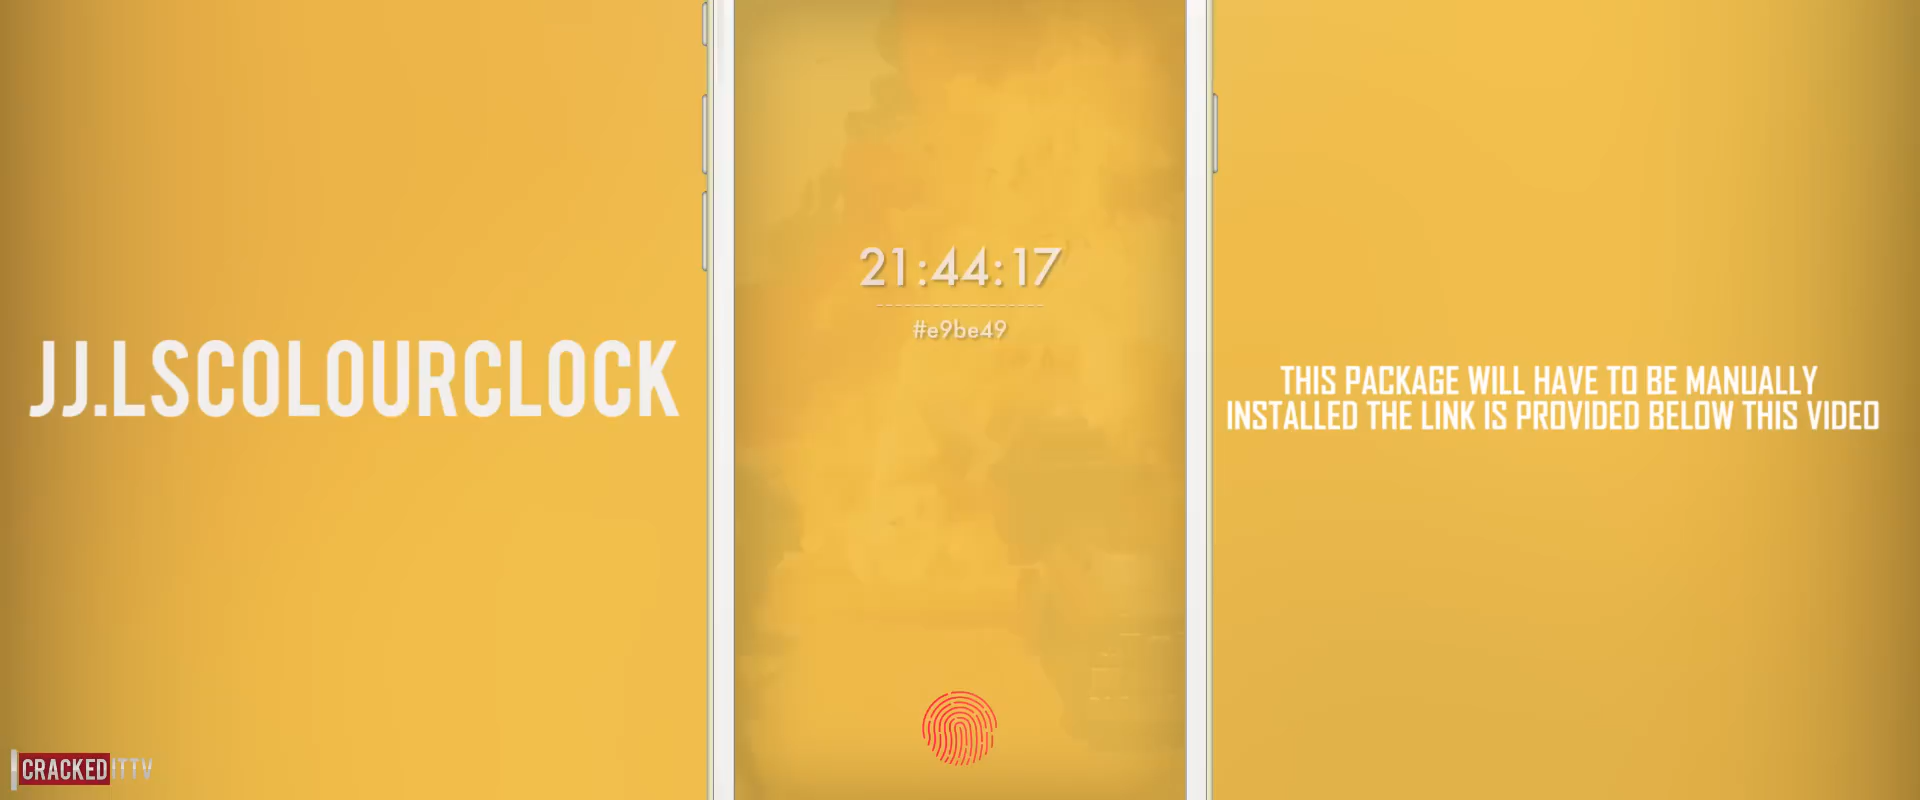 21:44:17
#e9be49
JJ.LSCOLOURCLOCK
THIS PACKAGE WILL HAVE TO BE MANUALLY
INSTALLED THE LINK IS PROVIDED BELOW THIS VIDEO
CRACKEDITTV